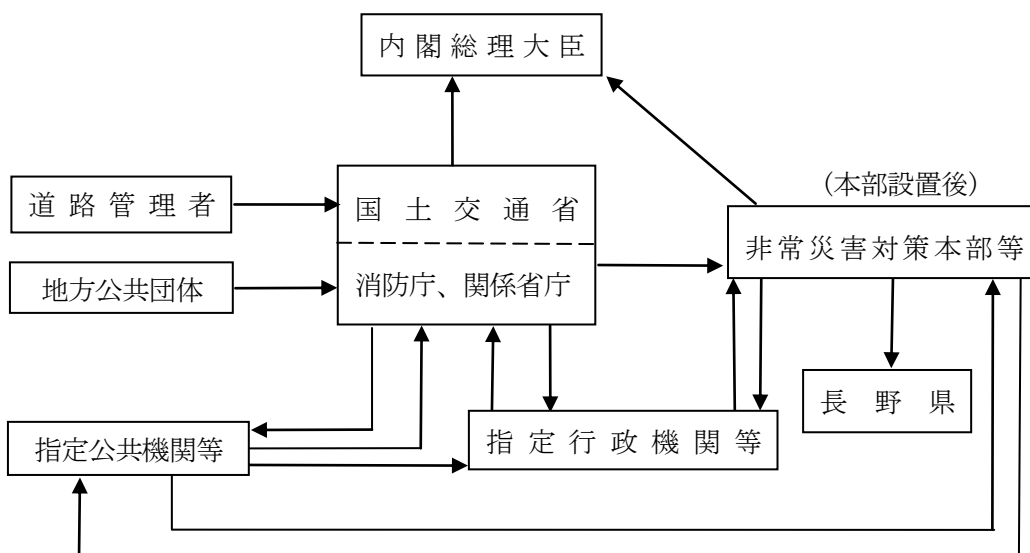 内閣総理大臣
(本部設置後)
道路管理者
国土交通省
非常災害対策本部等
地方公共団体
消防庁、関係省庁
長野県
指定公共機関等
指定行政機関等